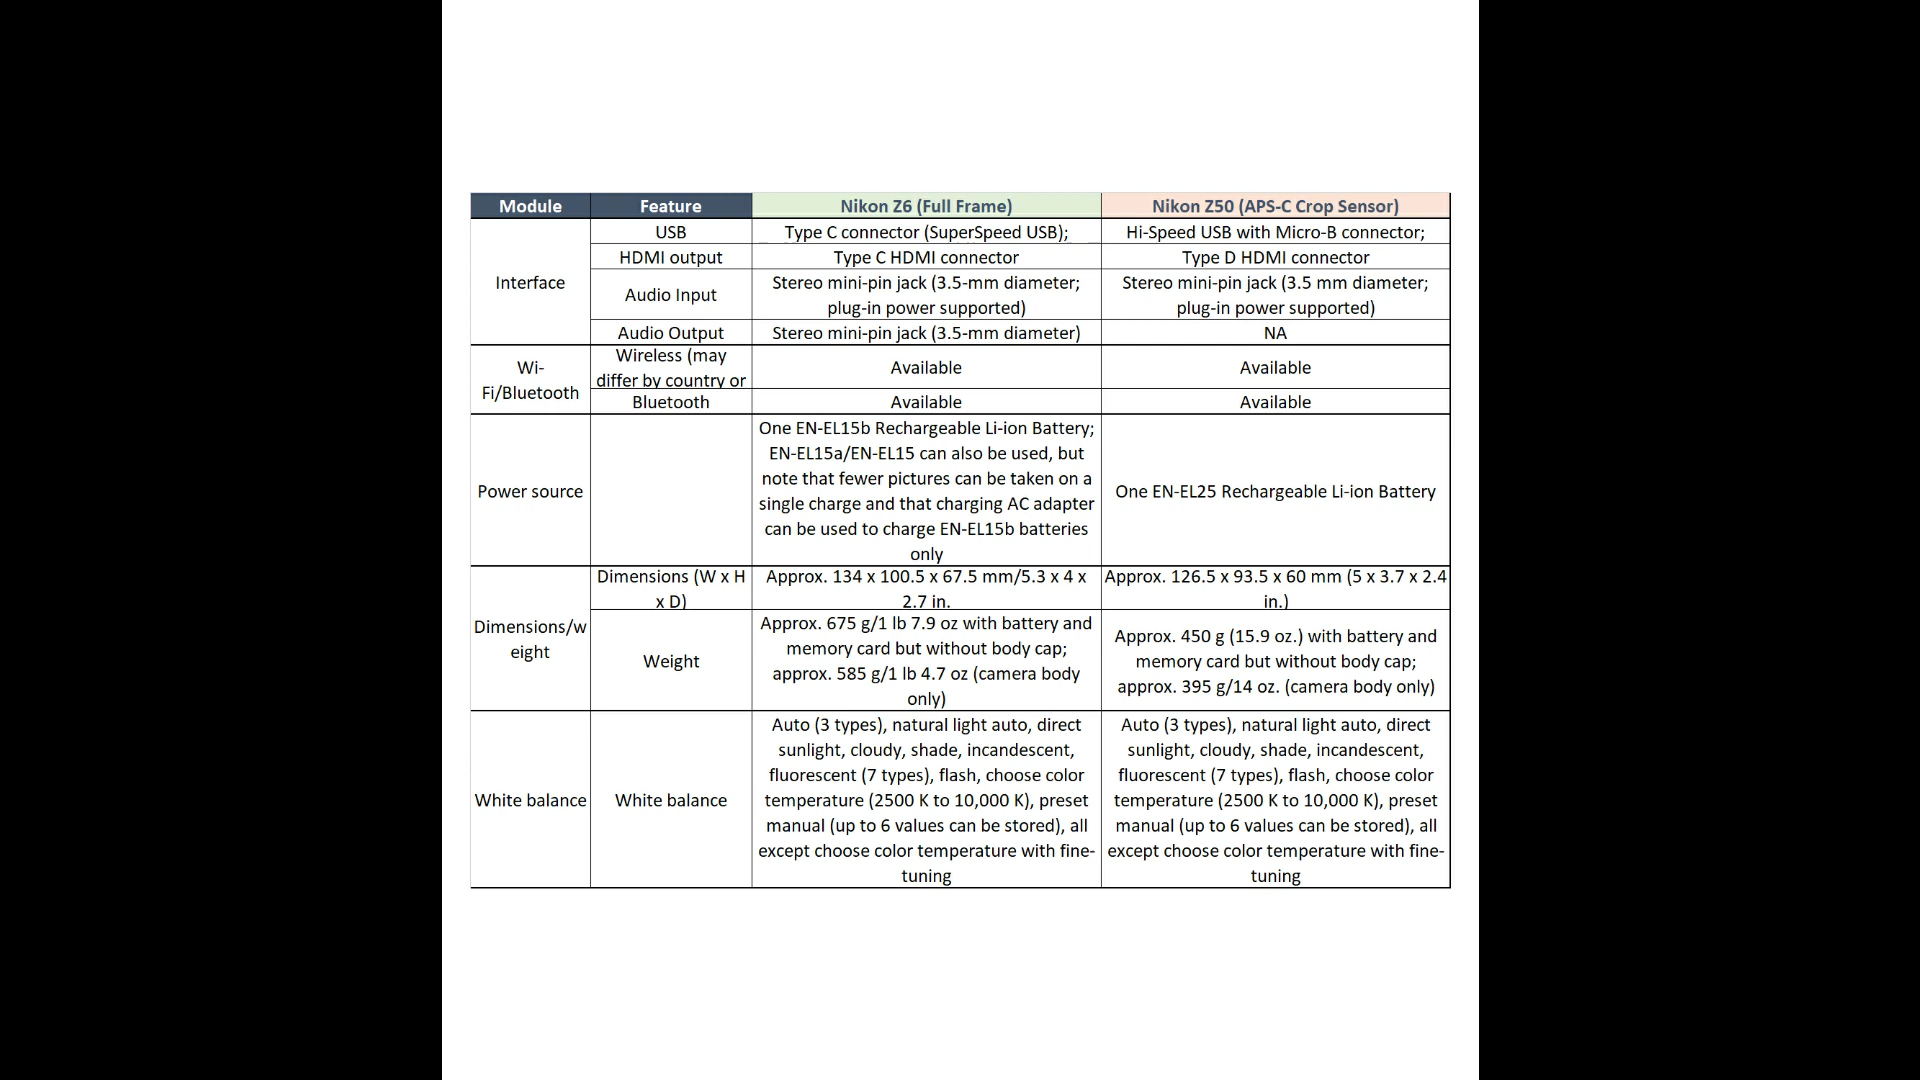 Module Feature Nikon Z6 (Full Frame) Nikon Z50 (APS-C Crop Sensor)
Interface
USB
Type C connector (SuperSpeed USB);
Hi-Speed USB with Micro-B connector;
HDMI output
Type C HDMI connector
Type D HDMI connector
Audio Input
Stereo mini-pin jack (3.5-mm diameter;
plug-in power supported)
Stereo mini-pin jack (3.5 mm diameter;
plug-in power supported)
Audio Output
Stereo mini-pin jack (3.5-mm diameter)
NA
Wi-
Fi/Bluetooth
Wireless (may
differ by country or
Available
Available
Bluetooth
Available
Available
Power source
One EN-EL15b Rechargeable Li-ion Battery;
EN-EL15a/EN-EL15 can also be used, but
note that fewer pictures can be taken on a
single charge and that charging AC adapter
can be used to charge EN-EL15b batteries
only
One EN-EL25 Rechargeable Li-ion Battery
Dimensions/w
eight
Dimensions (W x H
x D)
Approx. 134 x 100.5 x 67.5 mm/5.3 x 4 x
2.7 in.
Approx. 126.5 x 93.5 x 60 mm (5 x 3.7 x 2.4
in.)
Weight
Approx. 675 g/1 lb 7.9 oz with battery and
memory card but without body cap;
approx. 585 g/1 lb 4.7 oz (camera body
only)
Approx. 450 g (15.9 oz.) with battery and
memory card but without body cap;
approx. 395 g/14 oz. (camera body only)
White balance
White balance
Auto (3 types), natural light auto, direct
sunlight, cloudy, shade, incandescent,
fluorescent (7 types), flash, choose color
temperature (2500 K to 10,000 K), preset
manual (up to 6 values can be stored), all
except choose color temperature with fine-
tuning
Auto (3 types), natural light auto, direct
sunlight, cloudy, shade, incandescent,
fluorescent (7 types), flash, choose color
temperature (2500 K to 10,000 K), preset
manual (up to 6 values can be stored), all
except choose color temperature with fine-
tuning